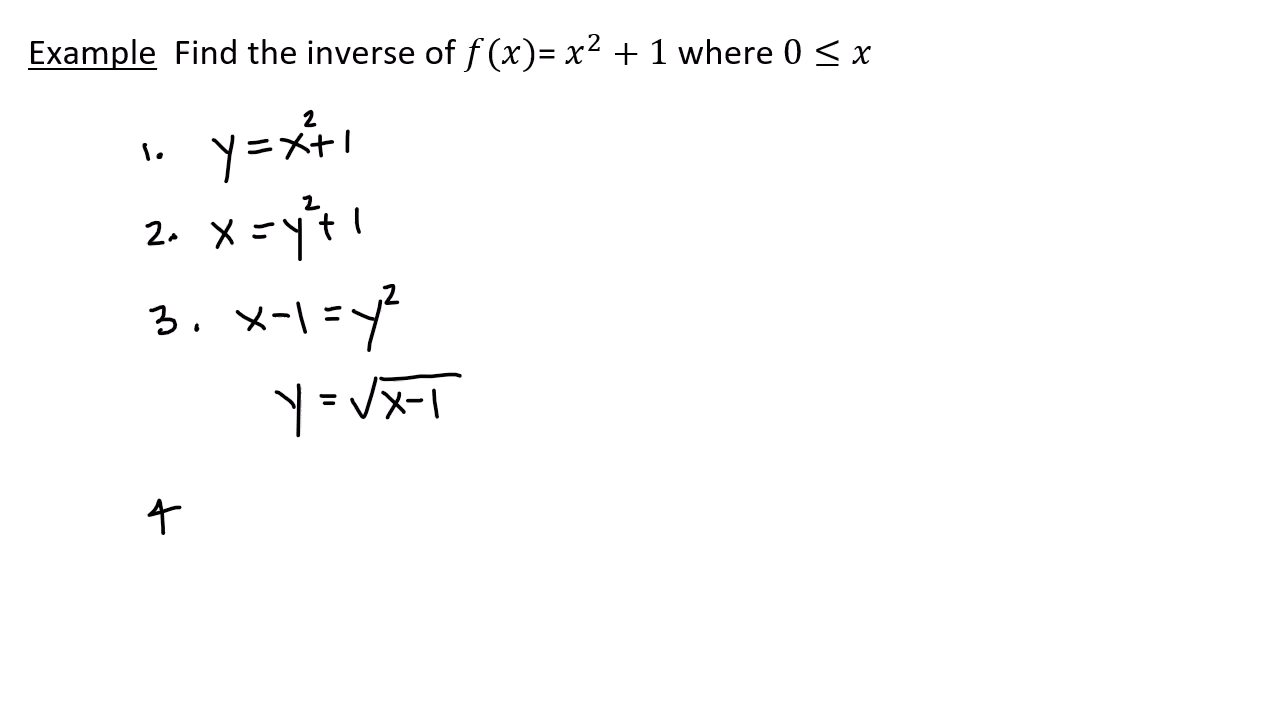 Example Find the inverse of f(x)= x² + 1 where 0 ≤ x
1. y = x² + 1
2. x = y² + 1
3. x - 1 = y²
y = √(x-1)
4